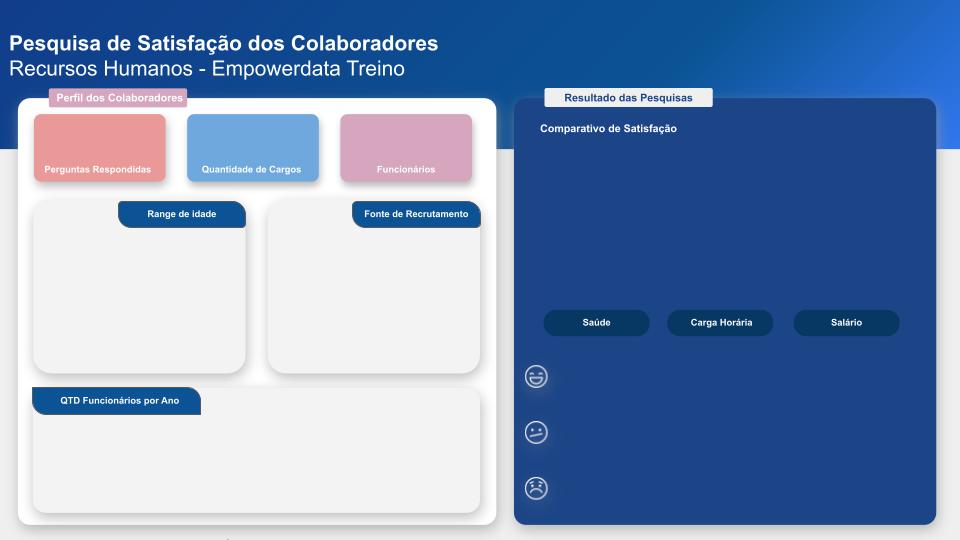 Pesquisa de Satisfação dos Colaboradores
Recursos Humanos - Empowerdata Treino
Perfil dos Colaboradores
Perguntas Respondidas
Quantidade de Cargos
Funcionários
Range de idade
Fonte de Recrutamento
QTD Funcionários por Ano
Resultado das Pesquisas
Comparativo de Satisfação
Saúde
Carga Horária
Salário